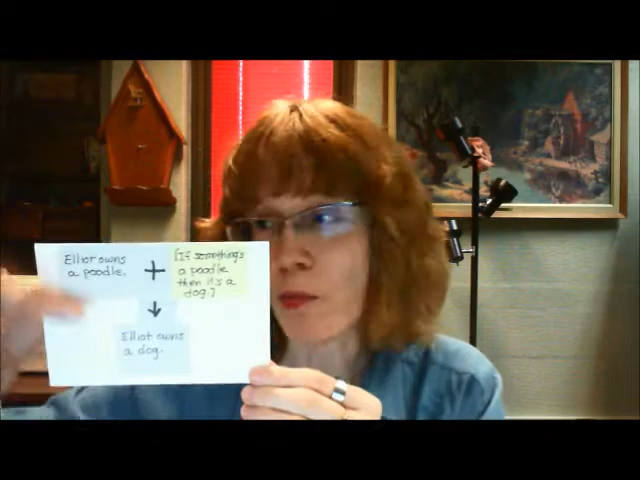 Elliot owns
a poodle.
+
[If something's
a poodle
then it's a
dog.]
↓
Elliot owns
a dog.